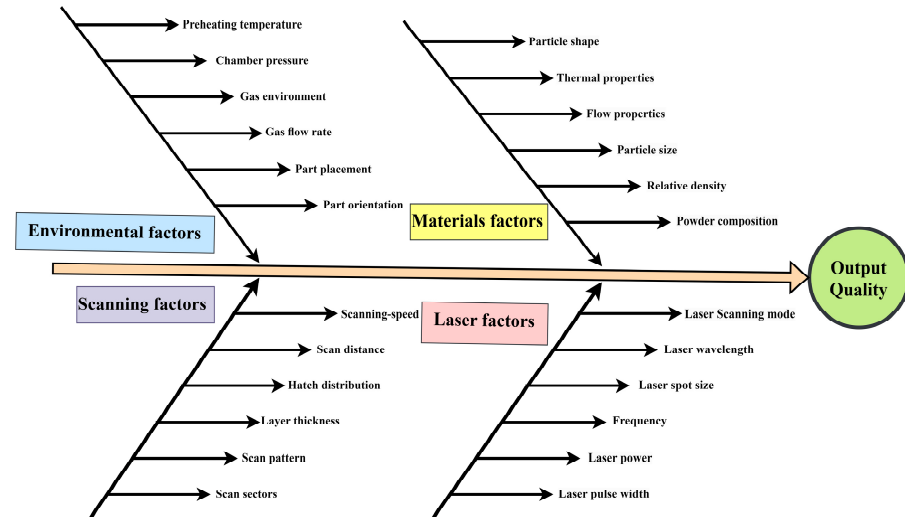 Preheating temperature
Chamber pressure
Gas environment
Gas flow rate
Part placement
Part orientation
Environmental factors
Particle shape
Thermal properties
Flow properties
Particle size
Relative density
Powder composition
Materials factors
Output
Quality
Scanning factors
Scanning-speed
Scan distance
Hatch distribution
Layer thickness
Scan pattern
Scan sectors
Laser factors
Laser Scanning mode
Laser wavelength
Laser spot size
Frequency
Laser power
Laser pulse width